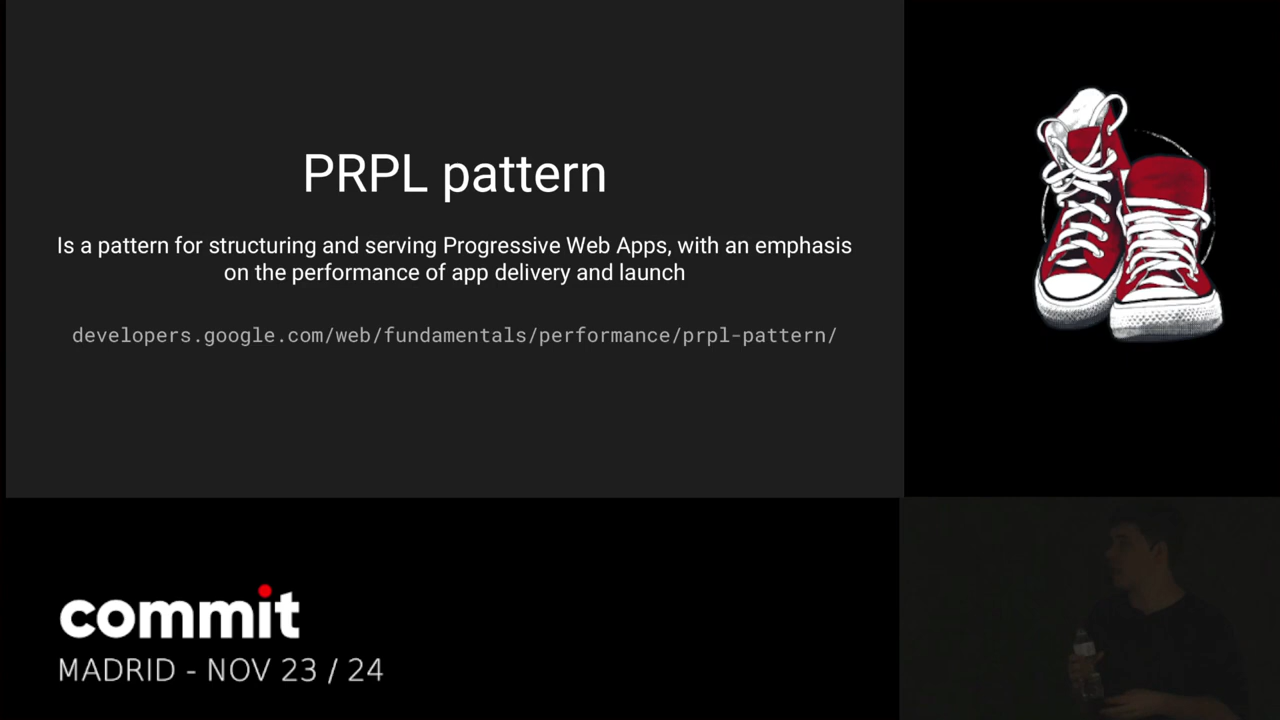 PRPL pattern
Is a pattern for structuring and serving Progressive Web Apps, with an emphasis
on the performance of app delivery and launch
developers.google.com/web/fundamentals/performance/prpl-pattern/
commit
MADRID - NOV 23 / 24